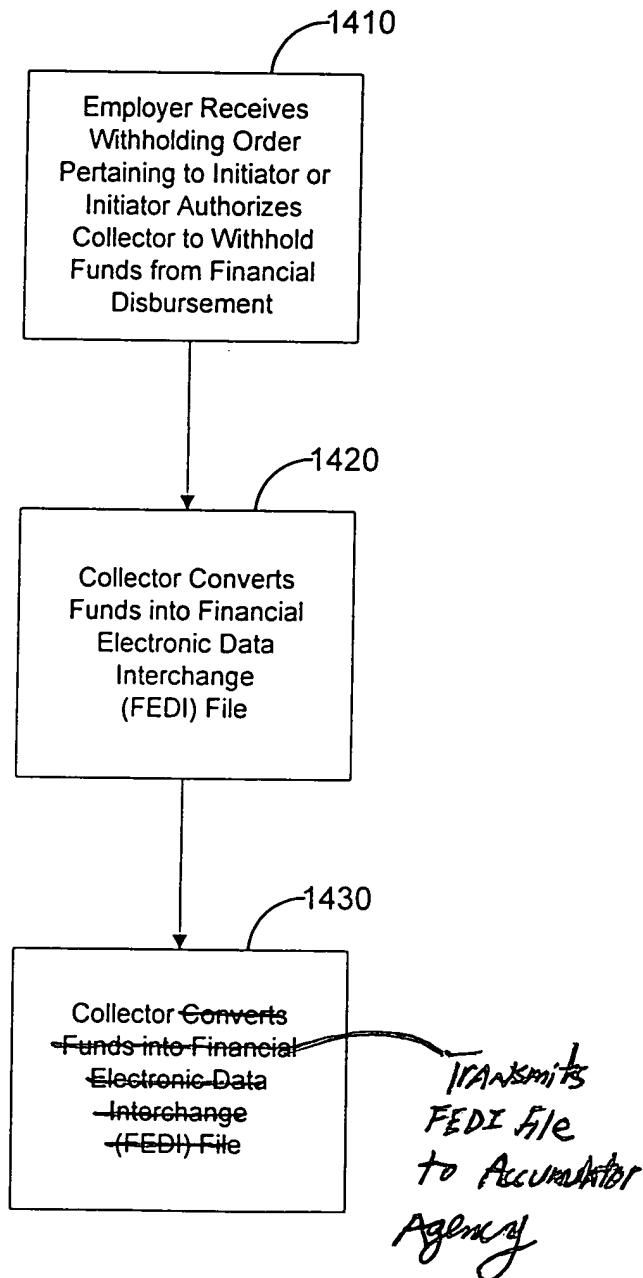 1410
Employer Receives
Withholding Order
Pertaining to Initiator or
Initiator Authorizes
Collector to Withhold
Funds from Financial
Disbursement
1420
Collector Converts
Funds into Financial
Electronic Data
Interchange
(FEDI) File
1430
Collector Converts
Funds into Financial
Electronic Data
Interchange
(FEDI) File
Transmits
FEDI File
to Accumulator
Agency